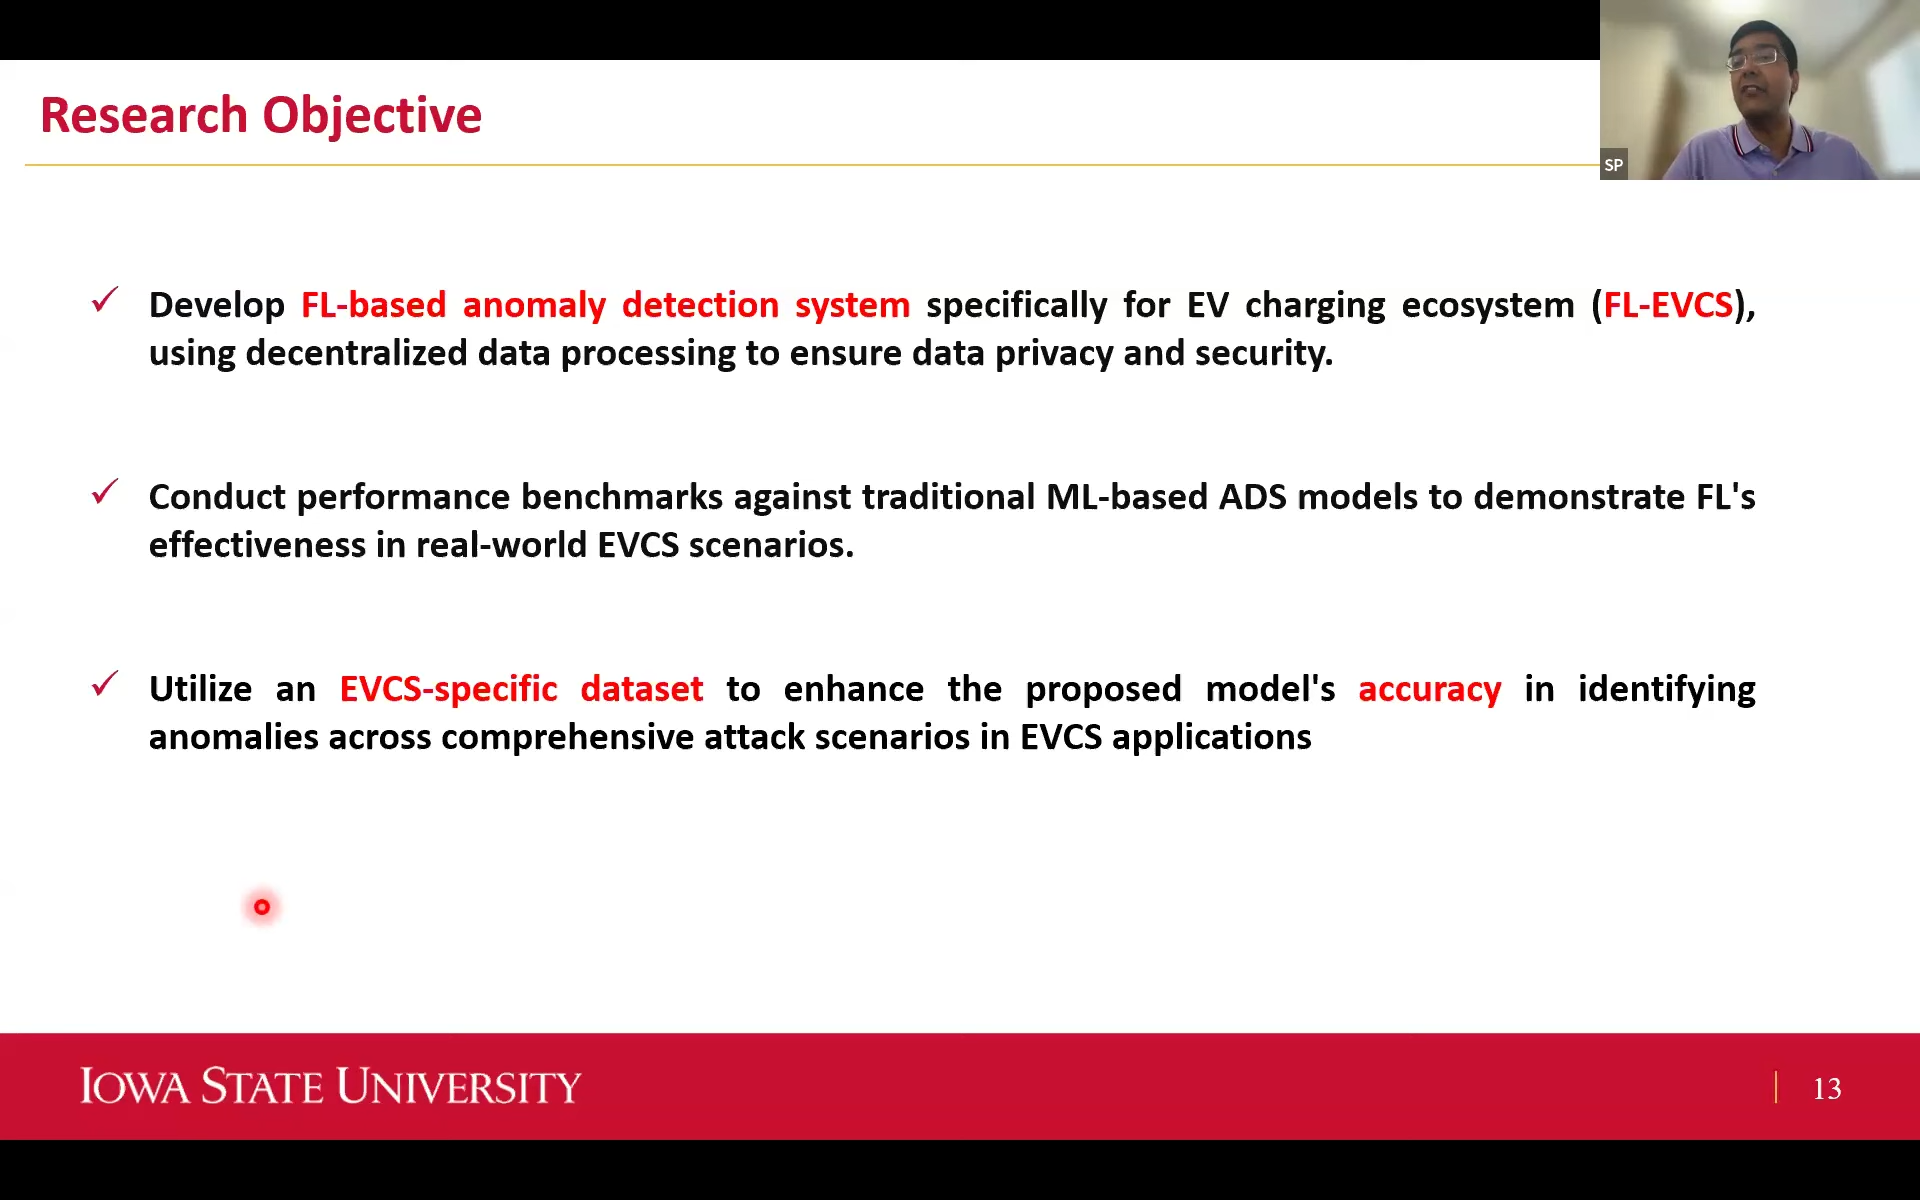 Research Objective
SP
✓ Develop FL-based anomaly detection system specifically for EV charging ecosystem (FL-EVCS),
using decentralized data processing to ensure data privacy and security.
✓ Conduct performance benchmarks against traditional ML-based ADS models to demonstrate FL's
effectiveness in real-world EVCS scenarios.
✓ Utilize an EVCS-specific dataset to enhance the proposed model's accuracy in identifying
anomalies across comprehensive attack scenarios in EVCS applications
IOWA STATE UNIVERSITY
13